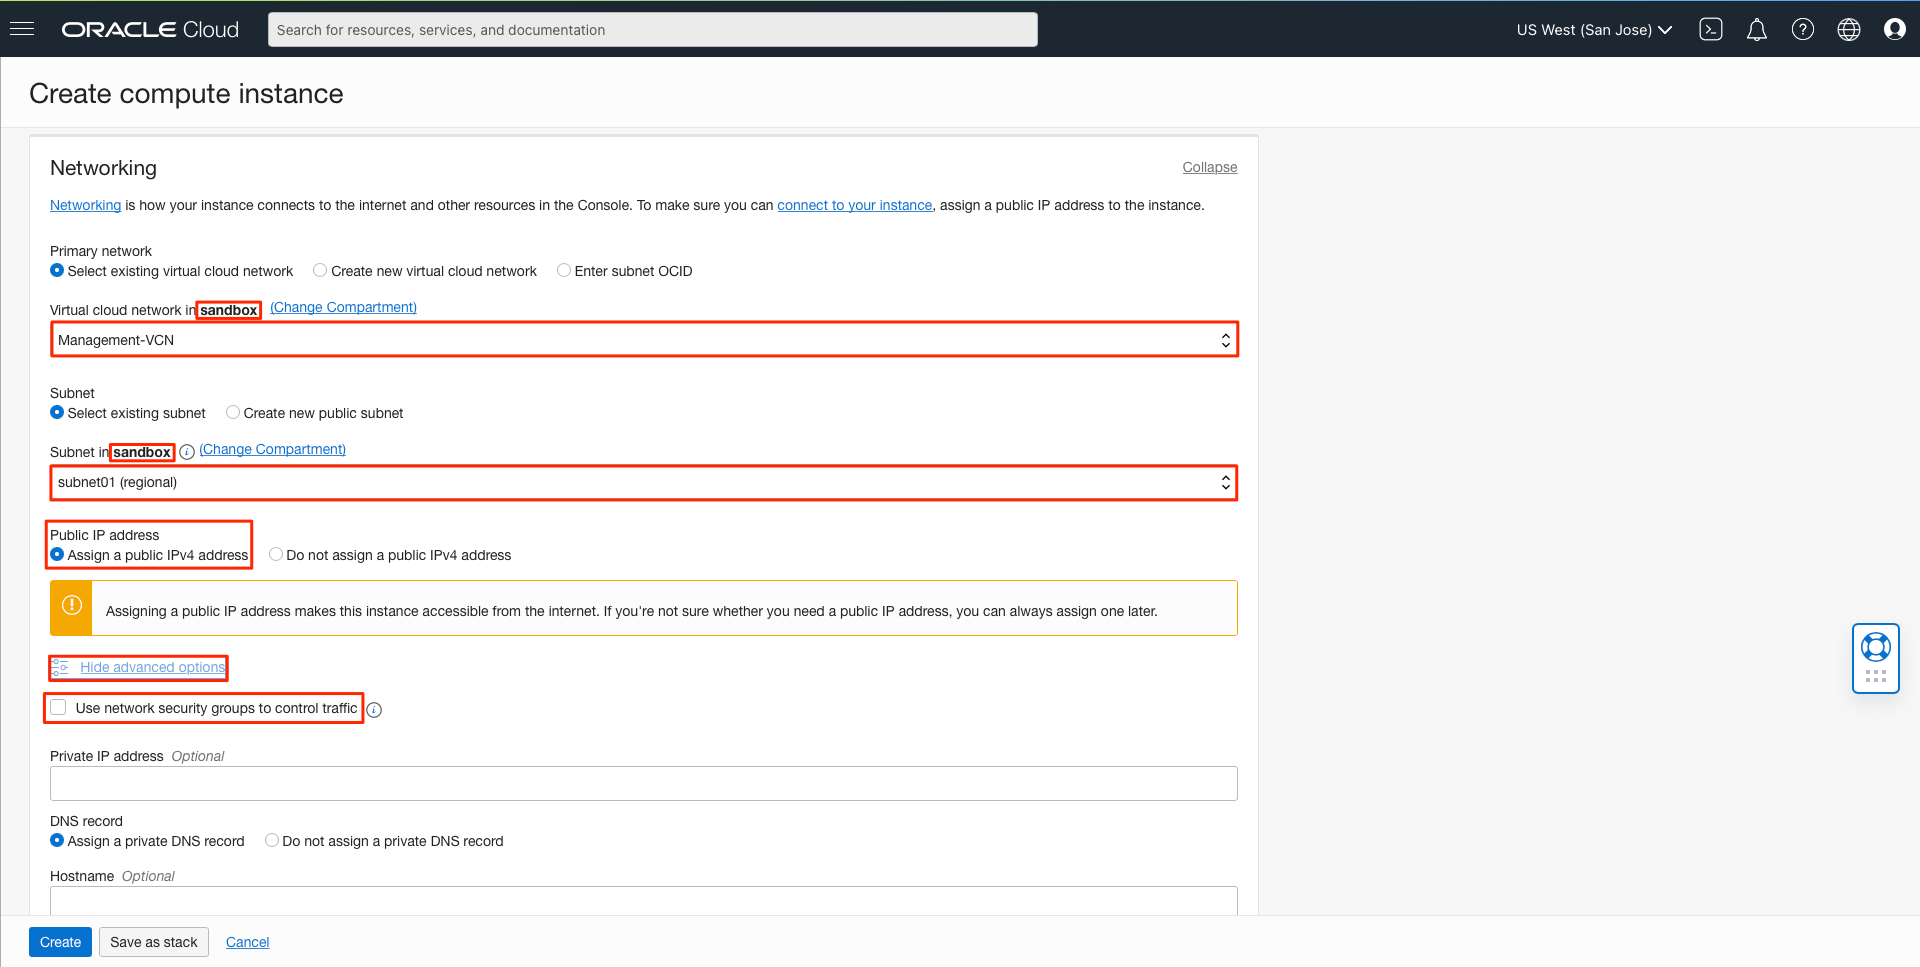 ORACLE Cloud
Search for resources, services, and documentation
US West (San Jose)
Create compute instance
Networking
Collapse
Networking is how your instance connects to the internet and other resources in the Console. To make sure you can connect to your instance, assign a public IP address to the instance.
Primary network
Select existing virtual cloud network Create new virtual cloud network Enter subnet OCID
Virtual cloud network in sandbox (Change Compartment)
Management-VCN
Subnet
Select existing subnet Create new public subnet
Subnet in sandbox (Change Compartment)
subnet01 (regional)
Public IP address
Assign a public IPv4 address Do not assign a public IPv4 address
Assigning a public IP address makes this instance accessible from the internet. If you're not sure whether you need a public IP address, you can always assign one later.
Hide advanced options
Use network security groups to control traffic
Private IP address Optional
DNS record
Assign a private DNS record Do not assign a private DNS record
Hostname Optional
Create Save as stack Cancel